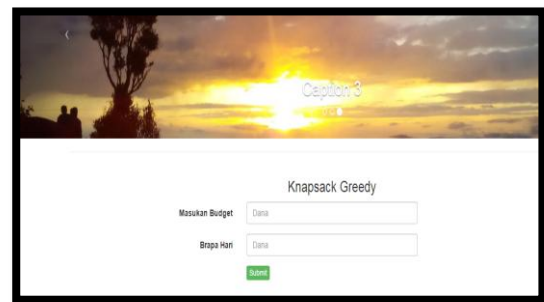 Caption 3
Knapsack Greedy
Masukan Budget
Dana
Brapa Hari
Dana
Submit